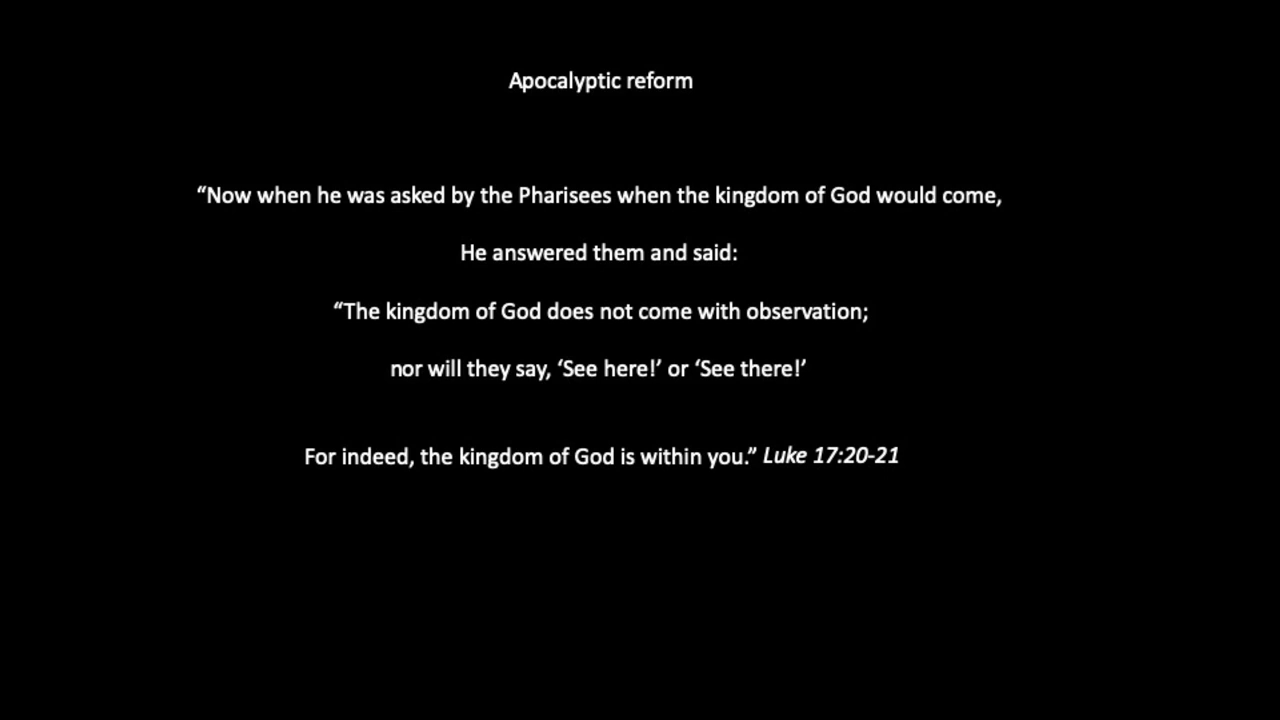 Apocalyptic reform
“Now when he was asked by the Pharisees when the kingdom of God would come,
He answered them and said:
“The kingdom of God does not come with observation;
nor will they say, ‘See here!’ or ‘See there!’
For indeed, the kingdom of God is within you.” Luke 17:20-21